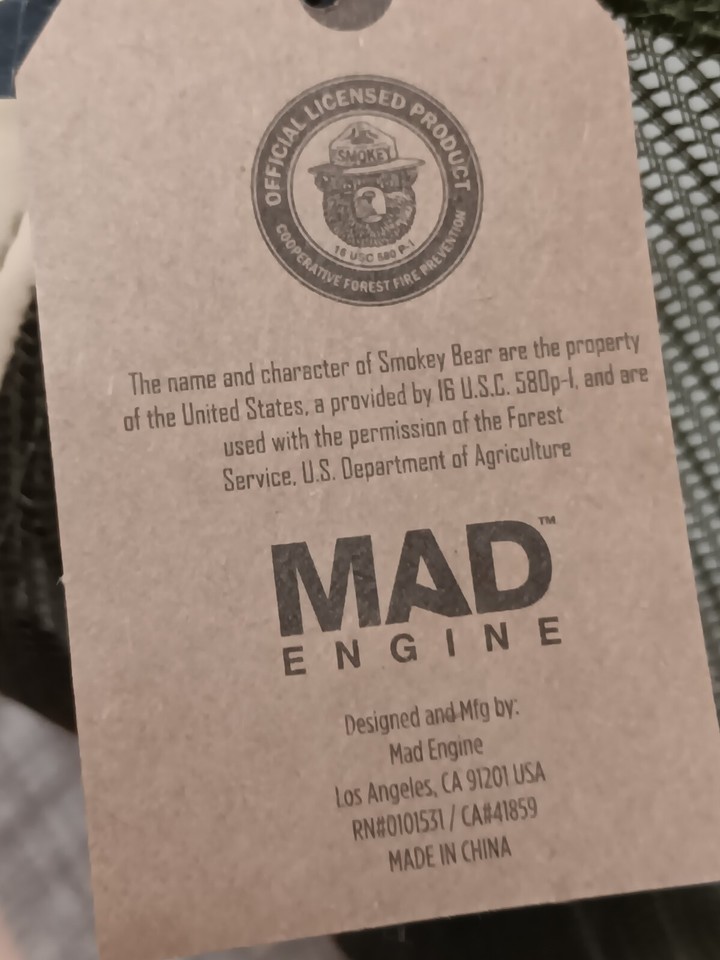 OFFICIAL LICENSED PRODUCT
SMOKEY
16 USC 580 P-1
COOPERATIVE FOREST FIRE PREVENTION
The name and character of Smokey Bear are the property
of the United States, a provided by 16 U.S.C. 580p-1, and are
used with the permission of the Forest
Service, U.S. Department of Agriculture
MAD™
ENGINE
Designed and Mfg by:
Mad Engine
Los Angeles, CA 91201 USA
RN#0101531 / CA#41859
MADE IN CHINA